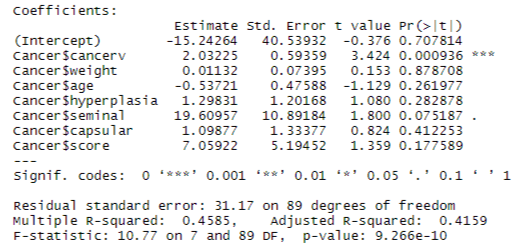 Coefficients:
Estimate Std. Error t value Pr(>|t|)
(Intercept) -15.24264 40.53932 -0.376 0.707814
Cancer$cancerv 2.03225 0.59359 3.424 0.000936 ***
Cancer$weight 0.01132 0.07395 0.153 0.878708
Cancer$age -0.53721 0.47588 -1.129 0.261977
Cancer$hyperplasia 1.29831 1.20168 1.080 0.282878
Cancer$seminal 19.60957 10.89184 1.800 0.075187 .
Cancer$capsular 1.09877 1.33377 0.824 0.412253
Cancer$score 7.05922 5.19452 1.359 0.177589
---
Signif. codes: 0 ‘***’ 0.001 ‘**’ 0.01 ‘*’ 0.05 ‘.’ 0.1 ‘ ’ 1
Residual standard error: 31.17 on 89 degrees of freedom
Multiple R-squared: 0.4585, Adjusted R-squared: 0.4159
F-statistic: 10.77 on 7 and 89 DF, p-value: 9.266e-10